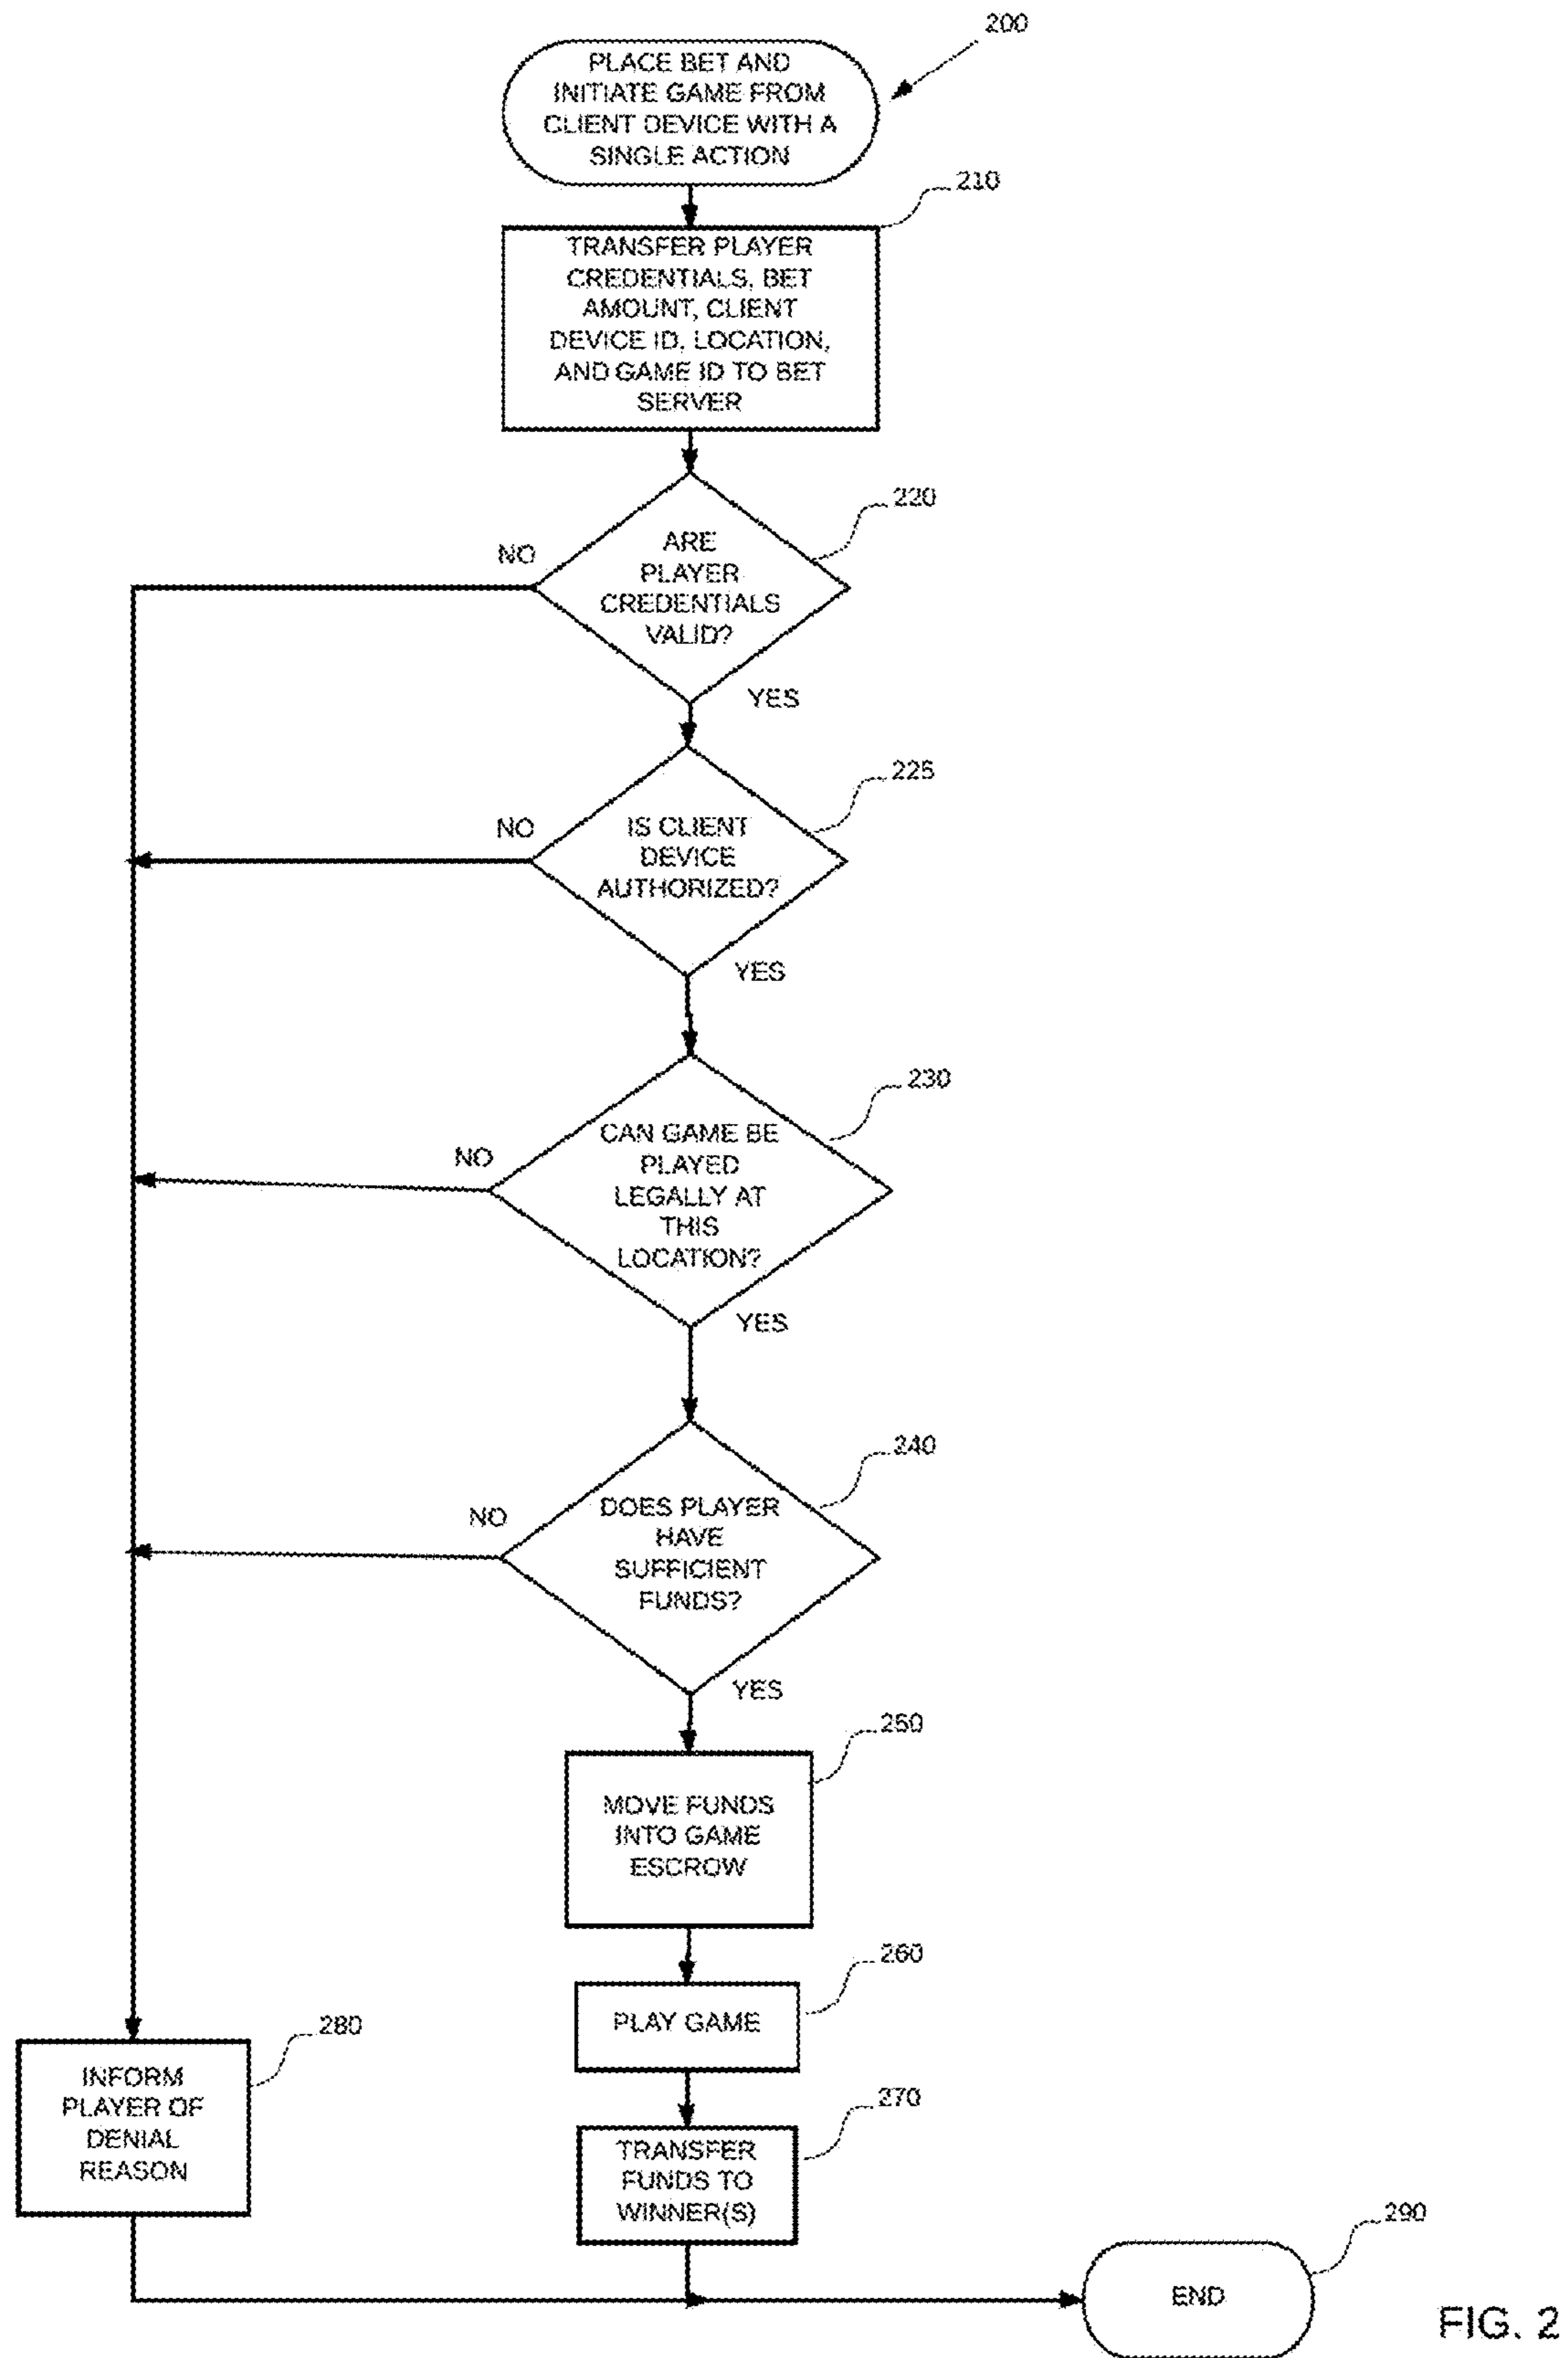 200
PLACE BET AND
INITIATE GAME FROM
CLIENT DEVICE WITH A
SINGLE ACTION
210
TRANSFER PLAYER
CREDENTIALS, BET
AMOUNT, CLIENT
DEVICE ID, LOCATION,
AND GAME ID TO BET
SERVER
220
NO
ARE
PLAYER
CREDENTIALS
VALID?
YES
225
NO
IS CLIENT
DEVICE
AUTHORIZED?
YES
230
NO
CAN GAME BE
PLAYED
LEGALLY AT
THIS
LOCATION?
YES
240
NO
DOES PLAYER
HAVE
SUFFICIENT
FUNDS?
YES
250
MOVE FUNDS
INTO GAME
ESCROW
260
PLAY GAME
280
INFORM
PLAYER OF
DENIAL
REASON
270
TRANSFER
FUNDS TO
WINNER(S)
290
END
FIG. 2